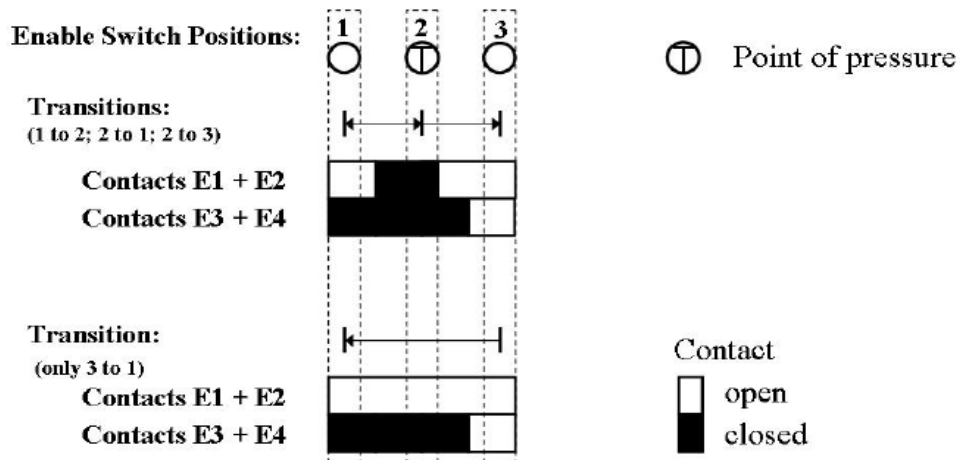 Enable Switch Positions: 1 2 3
Point of pressure
Transitions:
(1 to 2; 2 to 1; 2 to 3)
Contacts E1 + E2
Contacts E3 + E4
Transition:
(only 3 to 1)
Contacts E1 + E2
Contacts E3 + E4
Contact
open
closed